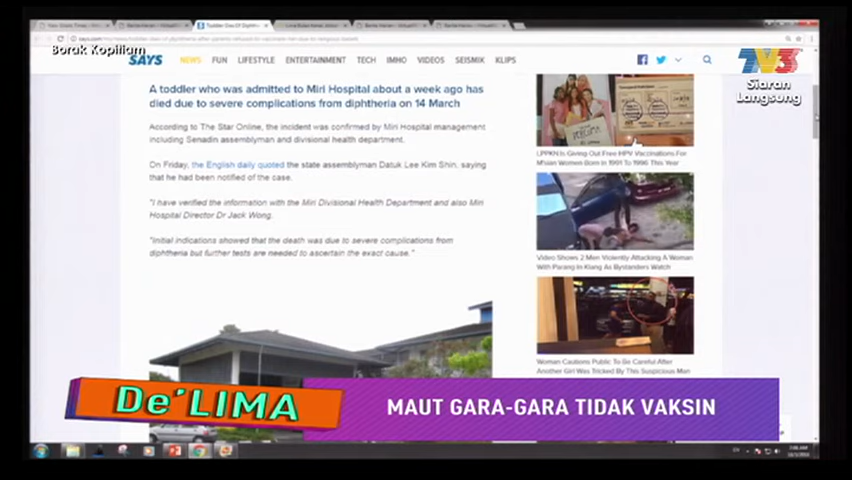 Toddler Dies Of Diphth
Borak Kopitiam
SAYS
NEWS FUN LIFESTYLE ENTERTAINMENT TECH IMHO VIDEOS SEISMIK KLIPS
TV3
Siaran
Langsung
A toddler who was admitted to Miri Hospital about a week ago has
died due to severe complications from diphtheria on 14 March
According to The Star Online, the incident was confirmed by Miri Hospital management
including Senadin assemblyman and divisional health department.
On Friday, the English daily quoted the state assemblyman Datuk Lee Kim Shin, saying
that he had been notified of the case.
"I have verified the information with the Miri Divisional Health Department and also Miri
Hospital Director Dr Jack Wong.
"Initial indications showed that the death was due to severe complications from
diphtheria but further tests are needed to ascertain the exact cause."
LPPKN Is Giving Out Free HPV Vaccinations For
M'sian Women Born In 1991 To 1996 This Year
Video Shows 2 Men Violently Attacking A Woman
With Parang In Klang As Bystanders Watch
Woman Cautions Public To Be Careful After
Another Girl Was Tricked By This Suspicious Man
De'LIMA
MAUT GARA-GARA TIDAK VAKSIN